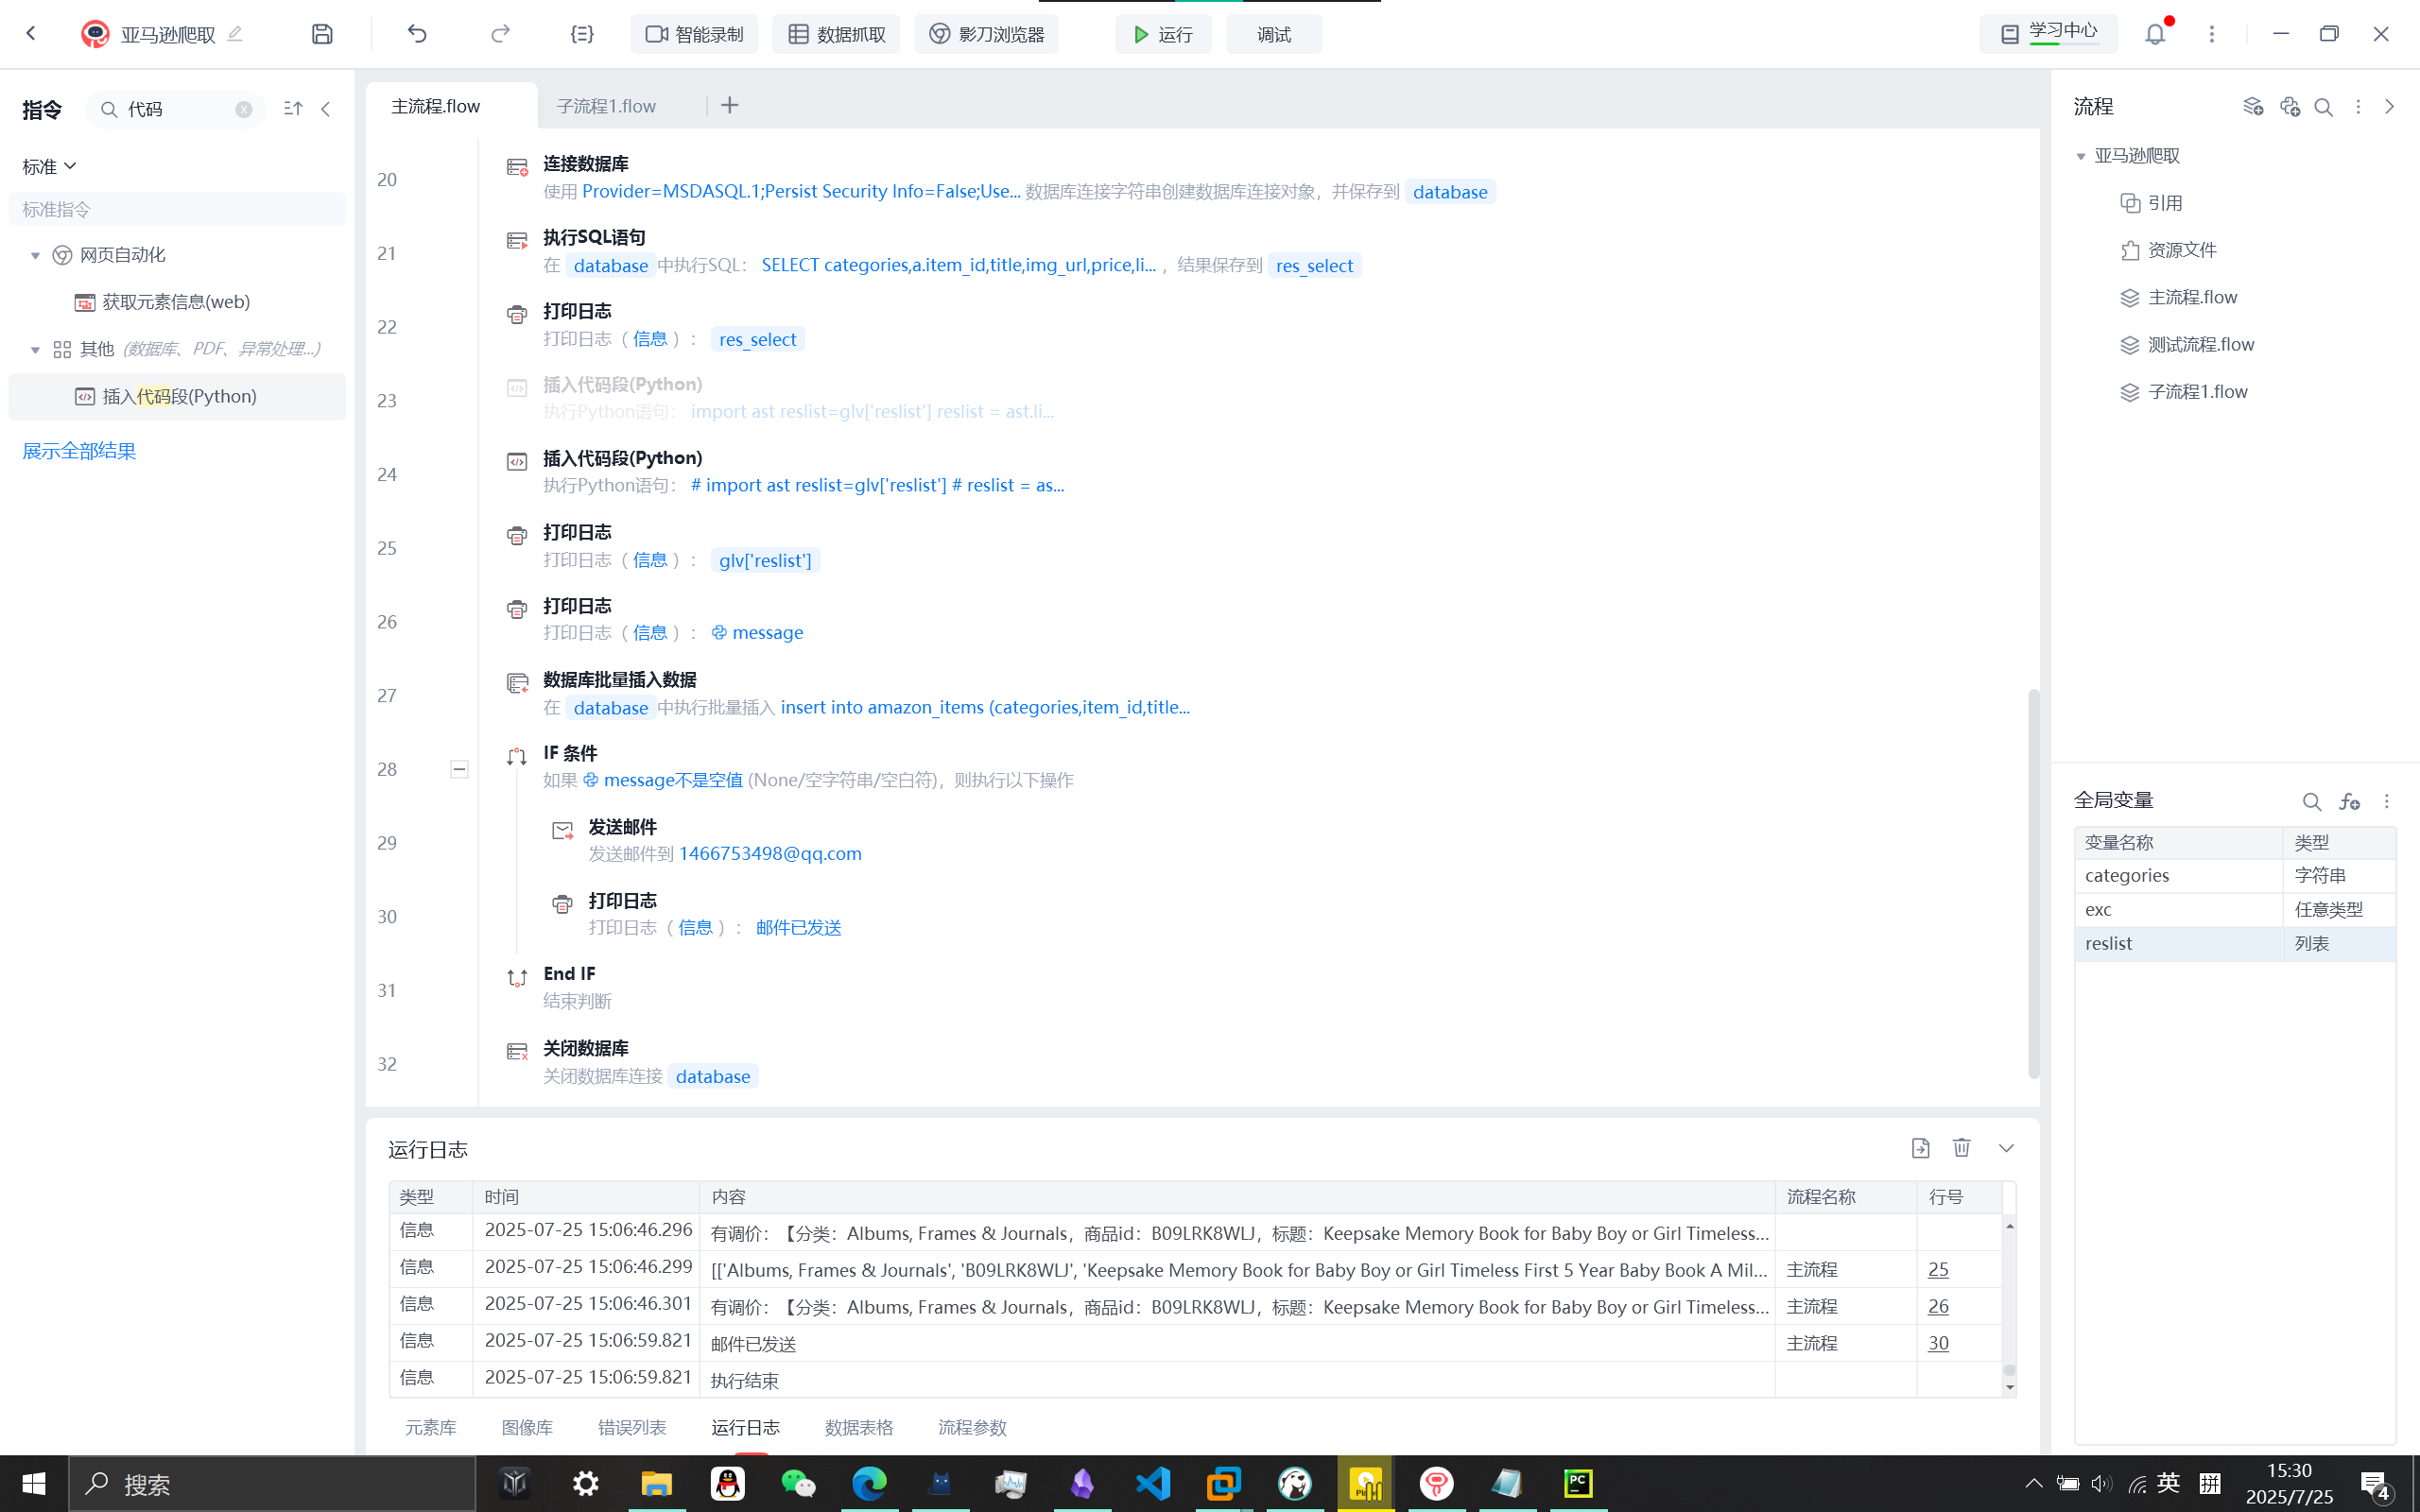 亚马逊爬取
智能录制
数据抓取
影刀浏览器
运行
调试
学习中心
指令
代码
标准
标准指令
网页自动化
获取元素信息(web)
其他 (数据库、PDF、异常处理...)
插入代码段(Python)
展示全部结果
主流程.flow
子流程1.flow
20
连接数据库
使用 Provider=MSDASQL.1;Persist Security Info=False;Use... 数据库连接字符串创建数据库连接对象，并保存到 database
21
执行SQL语句
在 database 中执行SQL： SELECT categories,a.item_id,title,img_url,price,li... ，结果保存到 res_select
22
打印日志
打印日志（ 信息 ）： res_select
23
插入代码段(Python)
执行Python语句： import ast reslist=glv['reslist'] reslist = ast.li...
24
插入代码段(Python)
执行Python语句： # import ast reslist=glv['reslist'] # reslist = as...
25
打印日志
打印日志（ 信息 ）： glv['reslist']
26
打印日志
打印日志（ 信息 ）： message
27
数据库批量插入数据
在 database 中执行批量插入 insert into amazon_items (categories,item_id,title...
28
IF 条件
如果 message不是空值 (None/空字符串/空白符)，则执行以下操作
29
发送邮件
发送邮件到 1466753498@qq.com
30
打印日志
打印日志（ 信息 ）： 邮件已发送
31
End IF
结束判断
32
关闭数据库
关闭数据库连接 database
流程
亚马逊爬取
引用
资源文件
主流程.flow
测试流程.flow
子流程1.flow
全局变量
变量名称 类型
categories 字符串
exc 任意类型
reslist 列表
运行日志
类型 时间 内容 流程名称 行号
信息 2025-07-25 15:06:46.296 有调价：【分类：Albums, Frames & Journals，商品id：B09LRK8WLJ，标题：Keepsake Memory Book for Baby Boy or Girl Timeless...
信息 2025-07-25 15:06:46.299 [['Albums, Frames & Journals', 'B09LRK8WLJ', 'Keepsake Memory Book for Baby Boy or Girl Timeless First 5 Year Baby Book A Mil... 主流程 25
信息 2025-07-25 15:06:46.301 有调价：【分类：Albums, Frames & Journals，商品id：B09LRK8WLJ，标题：Keepsake Memory Book for Baby Boy or Girl Timeless... 主流程 26
信息 2025-07-25 15:06:59.821 邮件已发送 主流程 30
信息 2025-07-25 15:06:59.821 执行结束
元素库 图像库 错误列表 运行日志 数据表格 流程参数
搜索
PC
英
拼
15:30
2025/7/25
4